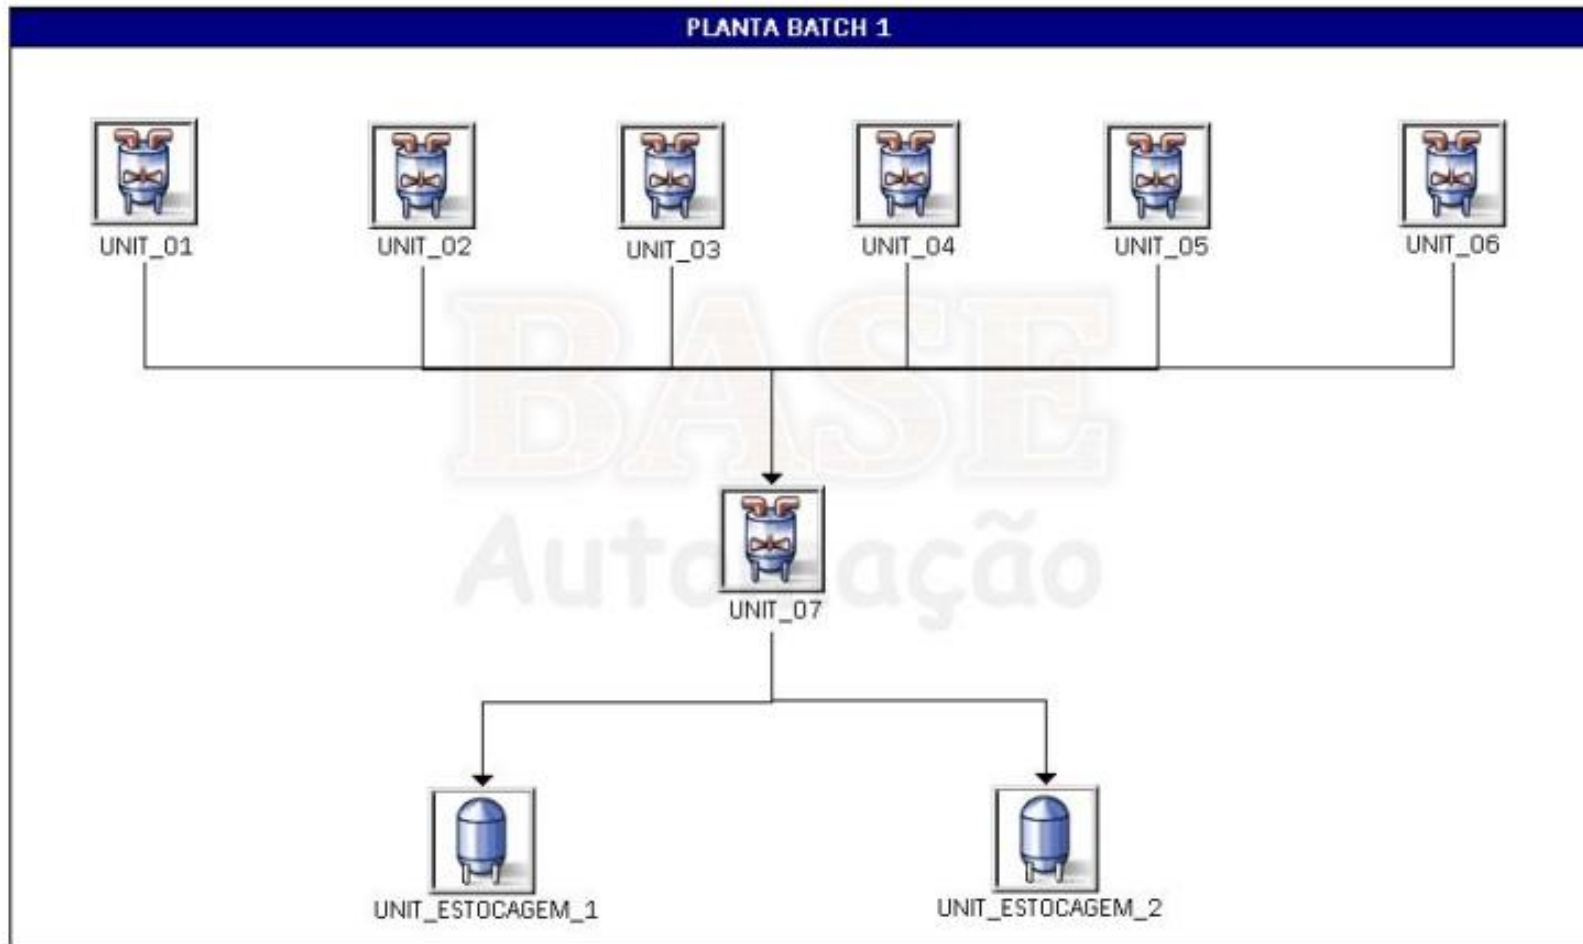 PLANTA BATCH 1
UNIT_01
UNIT_02
UNIT_03
UNIT_04
UNIT_05
UNIT_06
BASE
Automação
UNIT_07
UNIT_ESTOCAGEM_1
UNIT_ESTOCAGEM_2